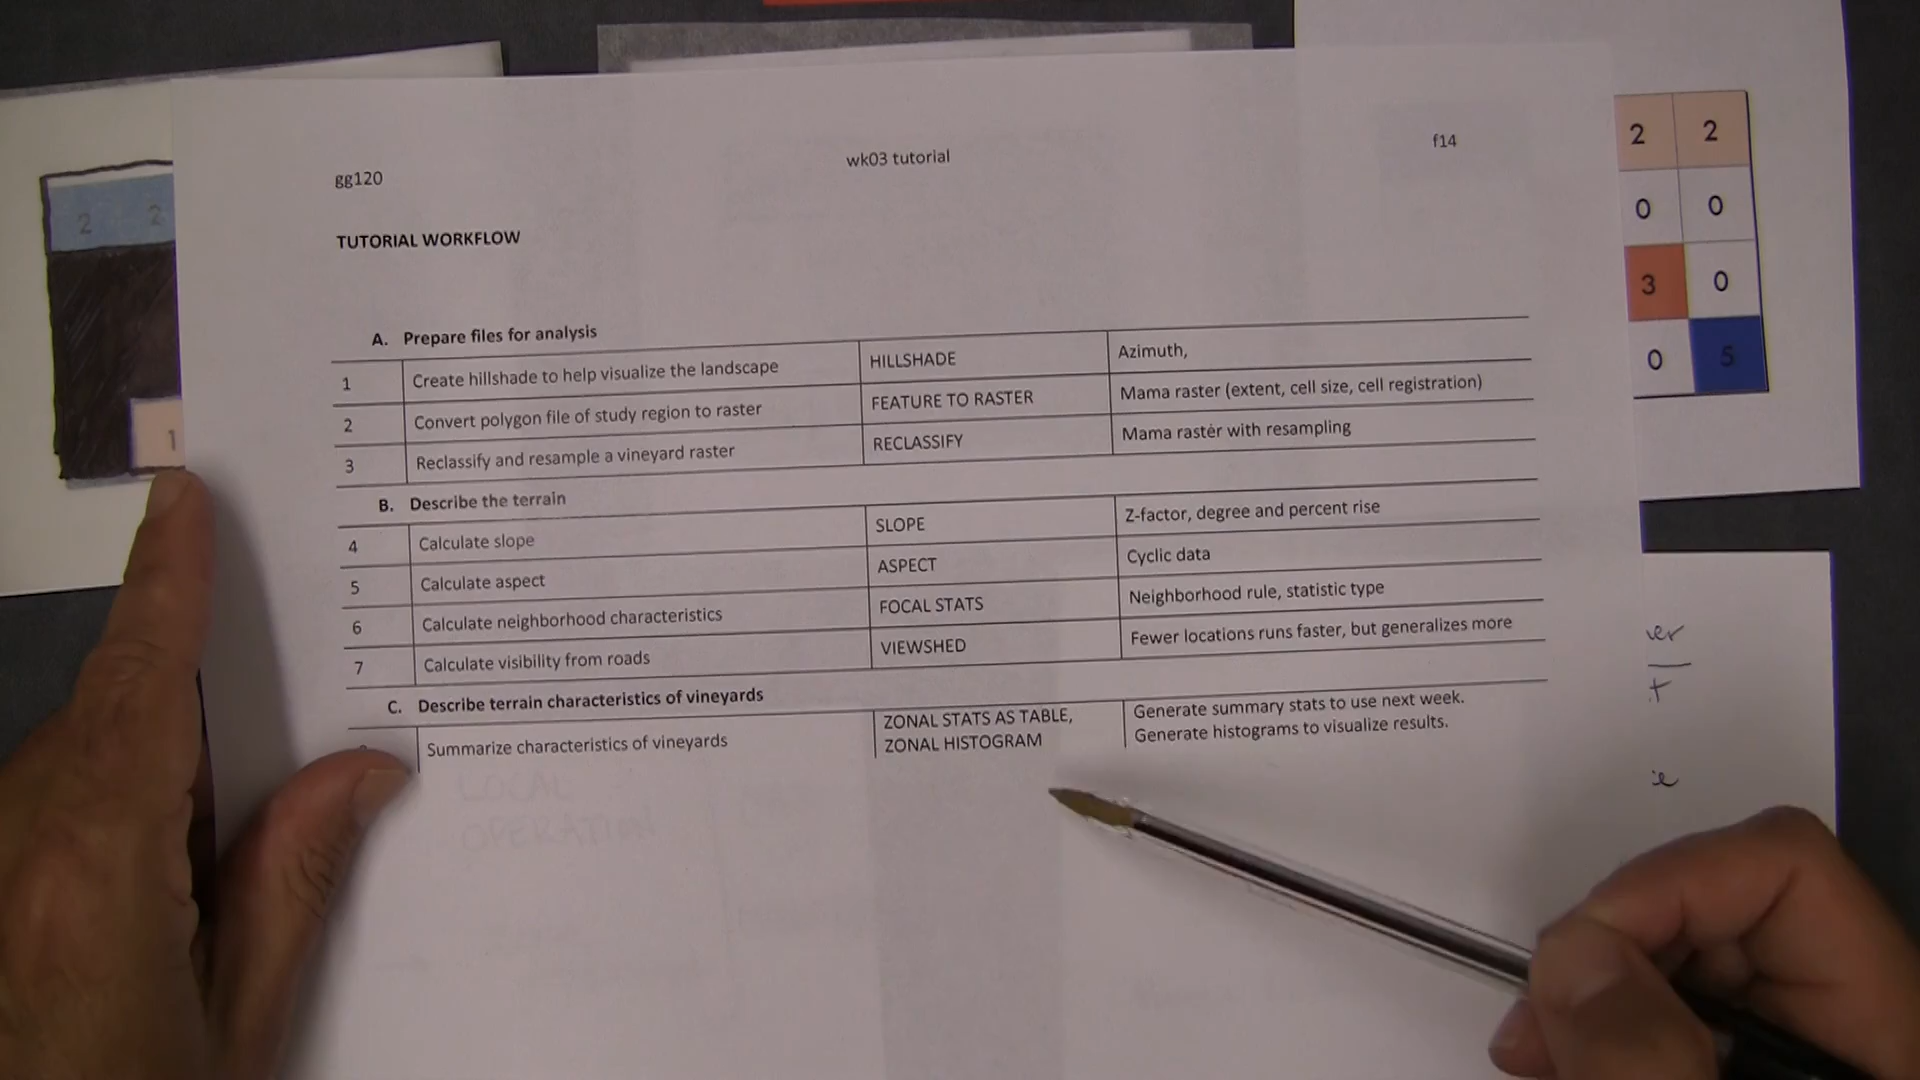 gg120 wk03 tutorial f14
TUTORIAL WORKFLOW
A. Prepare files for analysis
1 Create hillshade to help visualize the landscape HILLSHADE Azimuth,
2 Convert polygon file of study region to raster FEATURE TO RASTER Mama raster (extent, cell size, cell registration)
3 Reclassify and resample a vineyard raster RECLASSIFY Mama raster with resampling
B. Describe the terrain
4 Calculate slope SLOPE Z-factor, degree and percent rise
5 Calculate aspect ASPECT Cyclic data
6 Calculate neighborhood characteristics FOCAL STATS Neighborhood rule, statistic type
7 Calculate visibility from roads VIEWSHED Fewer locations runs faster, but generalizes more
C. Describe terrain characteristics of vineyards
Summarize characteristics of vineyards ZONAL STATS AS TABLE, Generate summary stats to use next week.
ZONAL HISTOGRAM Generate histograms to visualize results.
LOCAL
OPERATION
2 2
1
2 2
0 0
3 0
0 5